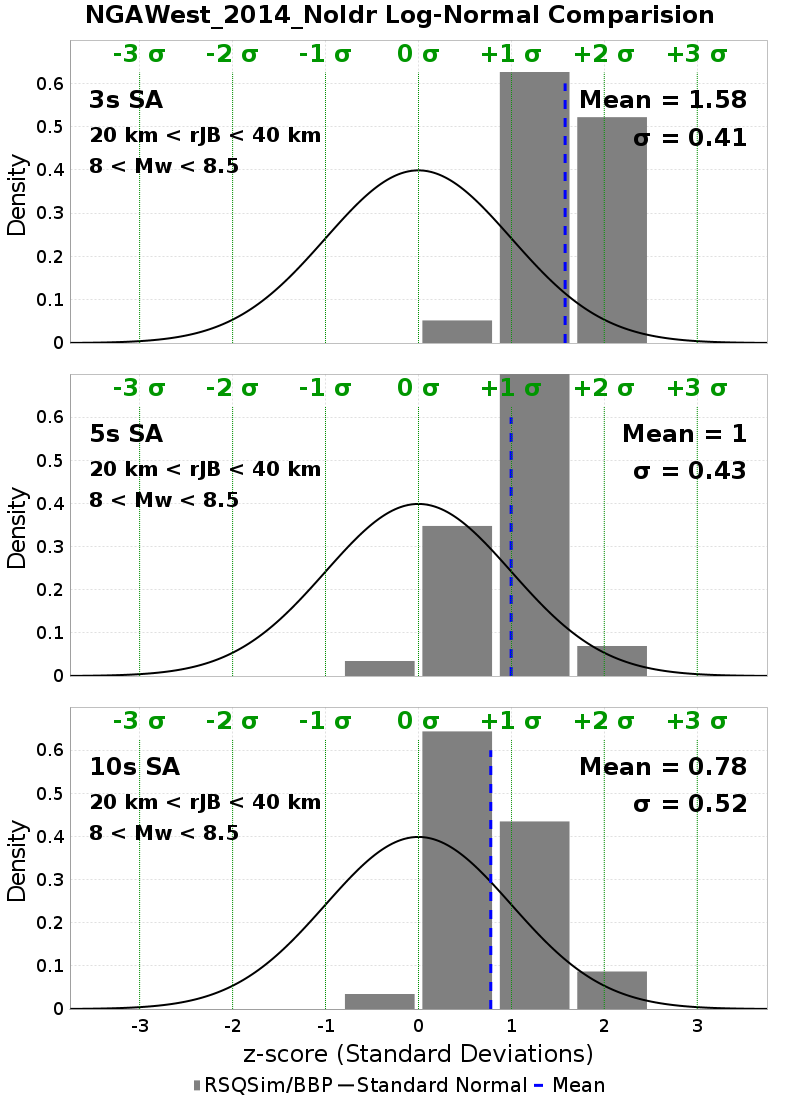 NGAWest_2014_NoIdr Log-Normal Comparision
-3 σ -2 σ -1 σ 0 σ +1 σ +2 σ +3 σ
3s SA
Mean = 1.58
20 km < rJB < 40 km
σ = 0.41
8 < Mw < 8.5
Density
0.6
0.5
0.4
0.3
0.2
0.1
0
-3 σ -2 σ -1 σ 0 σ +1 σ +2 σ +3 σ
5s SA
Mean = 1
20 km < rJB < 40 km
σ = 0.43
8 < Mw < 8.5
Density
0.6
0.5
0.4
0.3
0.2
0.1
0
-3 σ -2 σ -1 σ 0 σ +1 σ +2 σ +3 σ
10s SA
Mean = 0.78
20 km < rJB < 40 km
σ = 0.52
8 < Mw < 8.5
Density
0.6
0.5
0.4
0.3
0.2
0.1
0
-3 -2 -1 0 1 2 3
z-score (Standard Deviations)
RSQSim/BBP Standard Normal Mean